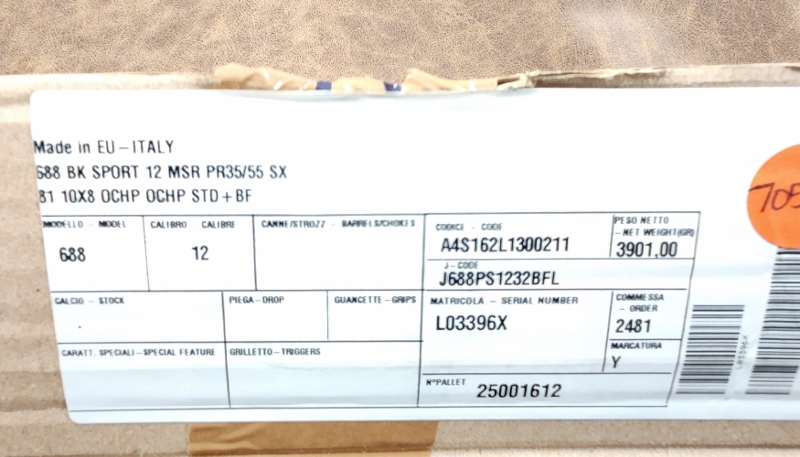 Made in EU-ITALY
688 BK SPORT 12 MSR PR35/55 SX
81 10X8 OCHP OCHP STD+BF
MODELLO - MODEL
688
CALIBRO CALIBRE
12
CANNE/STROZZ - BARRELS/CHOKES
CODICE - CODE
A4S162L1300211
PESO NETTO
- NET WEIGHT(GR)
3901,00
J-CODE
J688PS1232BFL
CALCIO - STOCK
PIEGA-DROP
GUANCETTE-GRIPS
MATRICOLA - SERIAL NUMBER
L03396X
COMMESSA
- ORDER
2481
CARATT. SPECIALI-SPECIAL FEATURE
GRILLETTO-TRIGGERS
MARCATURA
Y
N°PALLET
25001612
L03396X
705